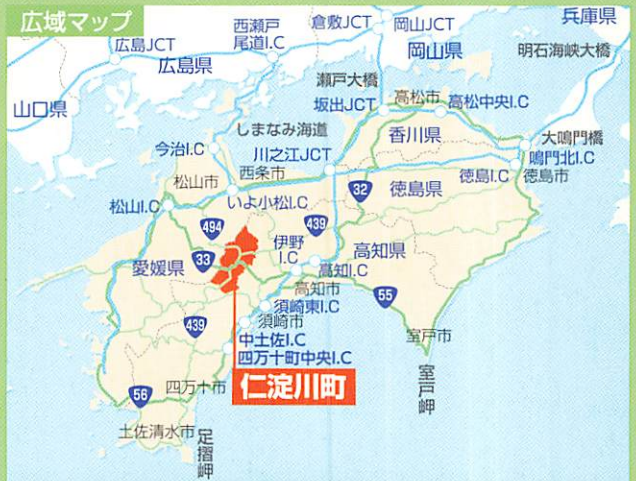 広域マップ
兵庫県
西瀬戸
尾道I.C
倉敷JCT
岡山JCT
広島JCT
広島県
岡山県
明石海峡大橋
山口県
瀬戸大橋
坂出JCT
高松市
高松中央I.C
しまなみ海道
香川県
大鳴門橋
今治I.C
川之江JCT
鳴門北I.C
松山市
西条市
徳島I.C
徳島市
いよ小松I.C
32
徳島県
松山I.C
494
439
伊野
I.C
愛媛県
33
高知県
高知I.C
高知市
須崎東I.C
55
439
須崎市
中土佐I.C
四万十町中央I.C
室戸市
室戸岬
56
四万十市
仁淀川町
土佐清水市
足摺岬